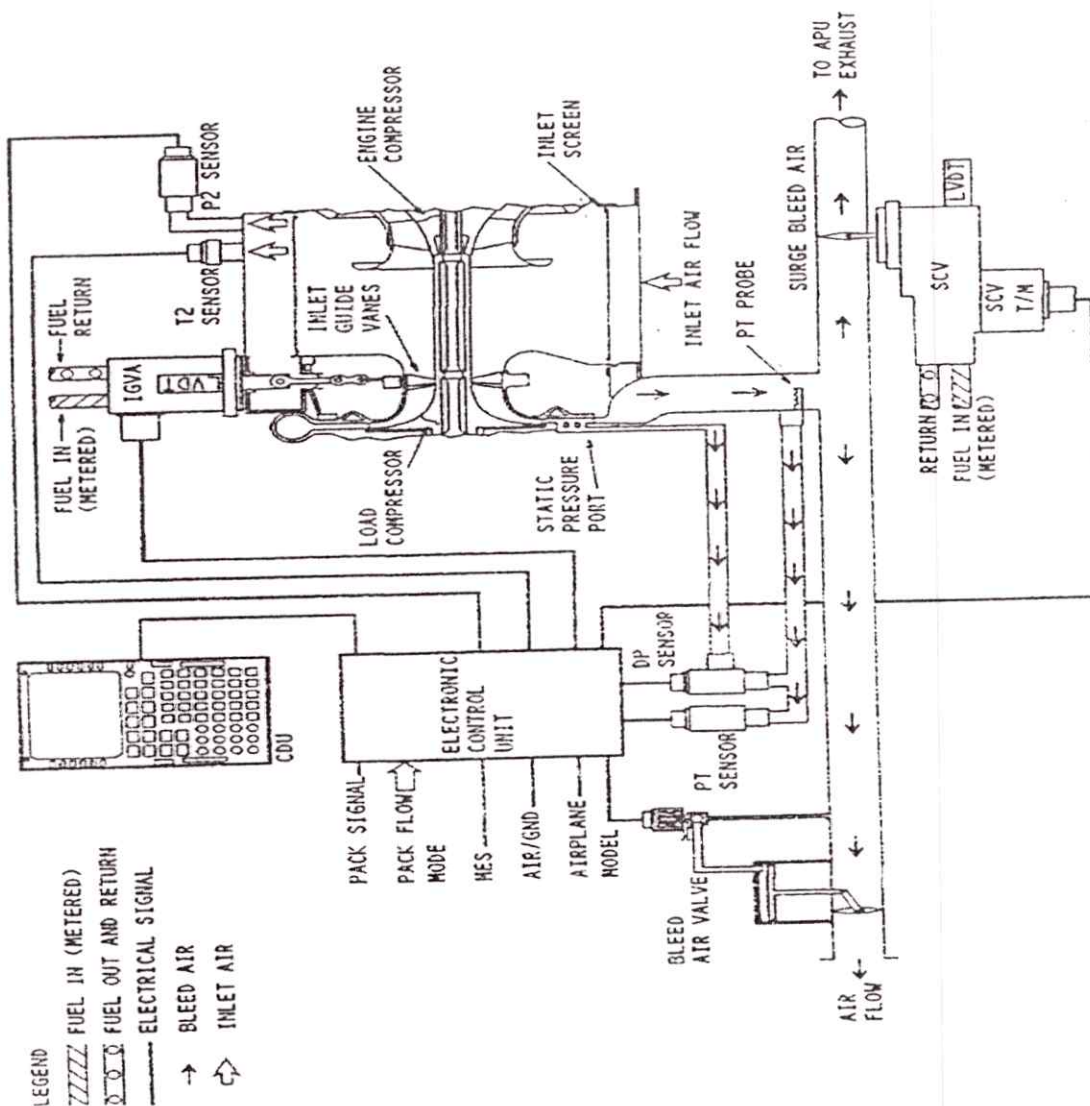 LEGEND
FUEL IN (METERED)
FUEL OUT AND RETURN
ELECTRICAL SIGNAL
BLEED AIR
INLET AIR
CDU
FUEL IN
(METERED)
FUEL
RETURN
IGVA
VDT
T2
SENSOR
P2 SENSOR
PACK SIGNAL
PACK FLOW
MODE
MES
AIR/GND
AIRPLANE
MODEL
ELECTRONIC
CONTROL
UNIT
LOAD
COMPRESSOR
INLET
GUIDE
VANES
ENGINE
COMPRESSOR
STATIC
PRESSURE
PORT
INLET
SCREEN
INLET AIR FLOW
DP
SENSOR
PT
SENSOR
PT PROBE
BLEED
AIR VALVE
SURGE BLEED AIR
TO APU
EXHAUST
AIR
FLOW
RETURN
FUEL IN
(METERED)
SCV
SCV
T/M
LVDT